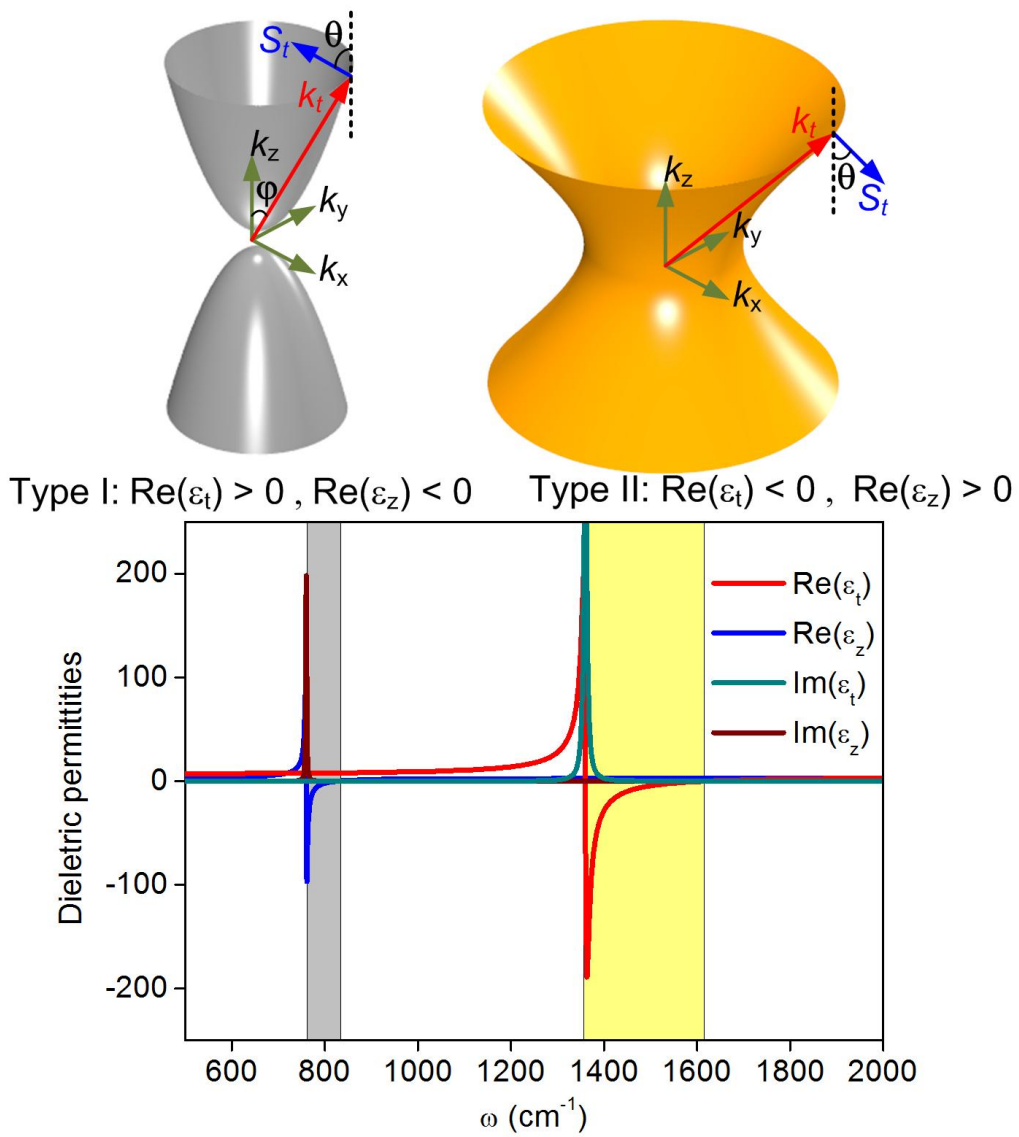 θ
S_t
k_t
k_z
φ
k_y
k_x
k_t
k_z
θ
S_t
k_y
k_x
Type I: Re(ε_t) > 0 , Re(ε_z) < 0
Type II: Re(ε_t) < 0 , Re(ε_z) > 0
200
100
0
-100
-200
Dieletric permittities
Re(ε_t)
Re(ε_z)
Im(ε_t)
Im(ε_z)
600 800 1000 1200 1400 1600 1800 2000
ω (cm⁻¹)